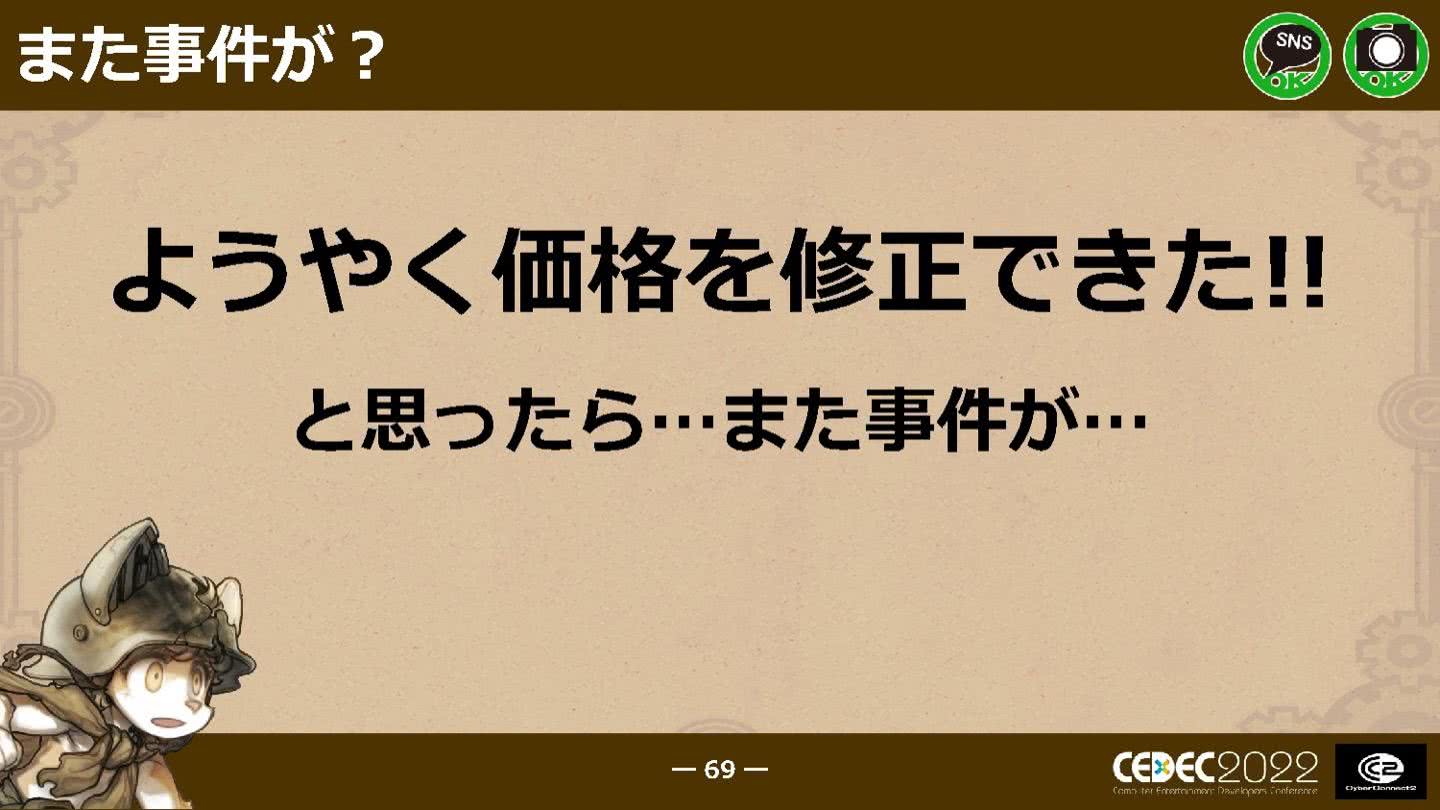 また事件が？
SNS
OK
OK
ようやく価格を修正できた!!
と思ったら…また事件が…
― 69 ―
CEDEC2022
Computer Entertainment Developers Conference
C2
CyberConnect2